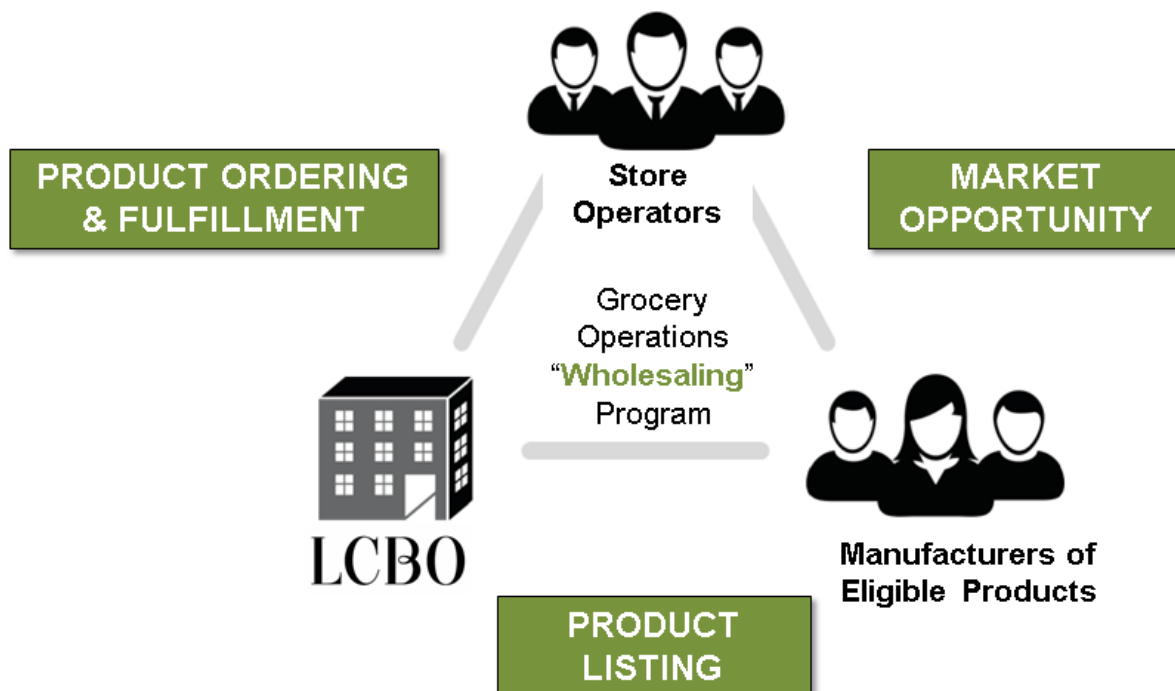 Store
Operators
PRODUCT ORDERING
& FULFILLMENT
MARKET
OPPORTUNITY
Grocery
Operations
“Wholesaling”
Program
LCBO
Manufacturers of
Eligible Products
PRODUCT
LISTING